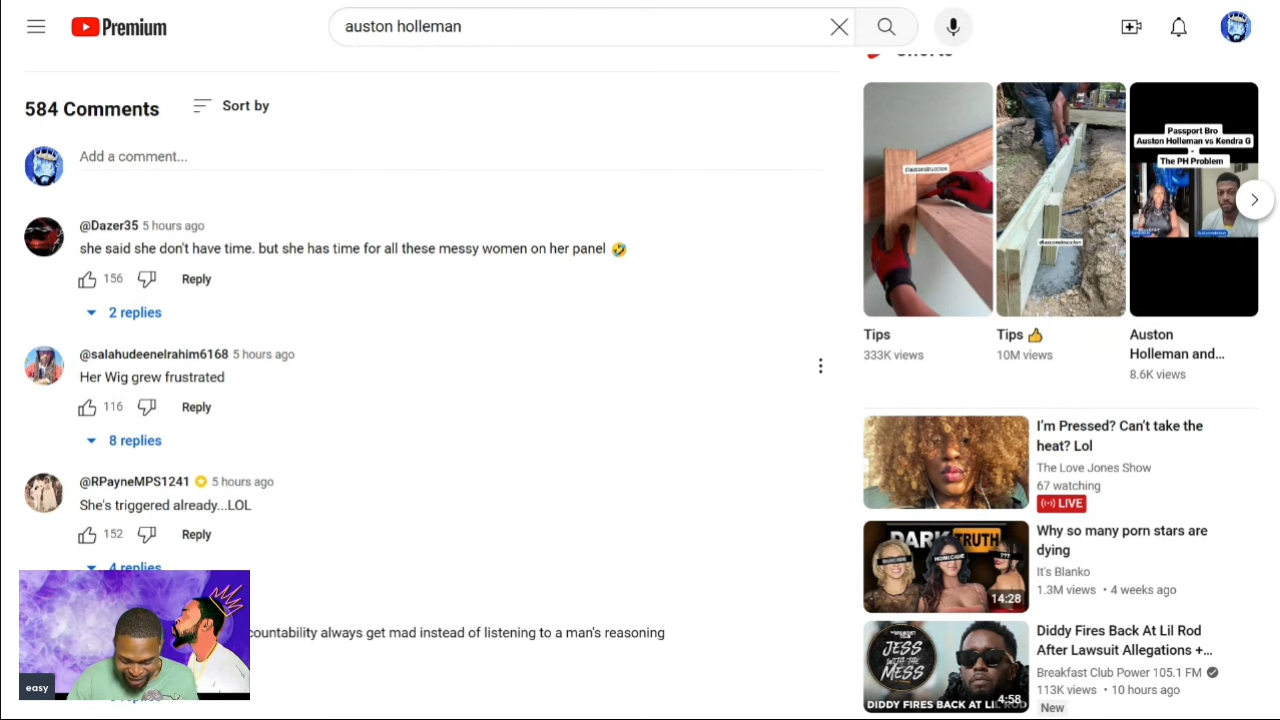 Premium
auston holleman
584 Comments
Sort by
Add a comment...
@Dazer35 5 hours ago
she said she don't have time. but she has time for all these messy women on her panel 🤣
156
Reply
2 replies
@salahudeenelrahim6168 5 hours ago
Her Wig grew frustrated
116
Reply
8 replies
@RPayneMPS1241 5 hours ago
She's triggered already...LOL
152
Reply
4 replies
countability always get mad instead of listening to a man's reasoning
easy
Shorts
Passport Bro
Auston Holleman vs Kendra G
-
The PH Problem
Tips
333K views
Tips 👍
10M views
Auston
Holleman and...
8.6K views
I'm Pressed? Can't take the
heat? Lol
The Love Jones Show
67 watching
LIVE
DARK TRUTH
HOMICIDE
???
14:28
Why so many porn stars are
dying
It's Blanko
1.3M views • 4 weeks ago
JESS
WITH THE
MESS
4:58
DIDDY FIRES BACK AT LIL ROD
Diddy Fires Back At Lil Rod
After Lawsuit Allegations +...
Breakfast Club Power 105.1 FM
113K views • 10 hours ago
New